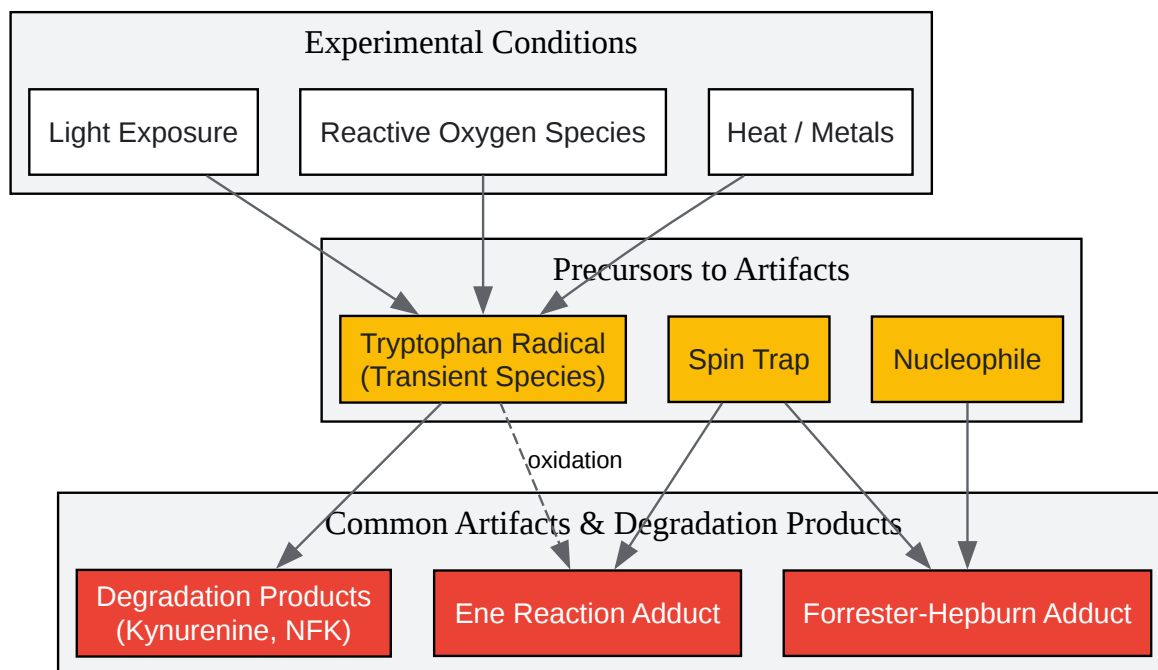 Experimental Conditions
Light Exposure
Reactive Oxygen Species
Heat / Metals
Precursors to Artifacts
Tryptophan Radical
(Transient Species)
Spin Trap
Nucleophile
oxidation
Common Artifacts & Degradation Products
Degradation Products
(Kynurenine, NFK)
Ene Reaction Adduct
Forrester-Hepburn Adduct